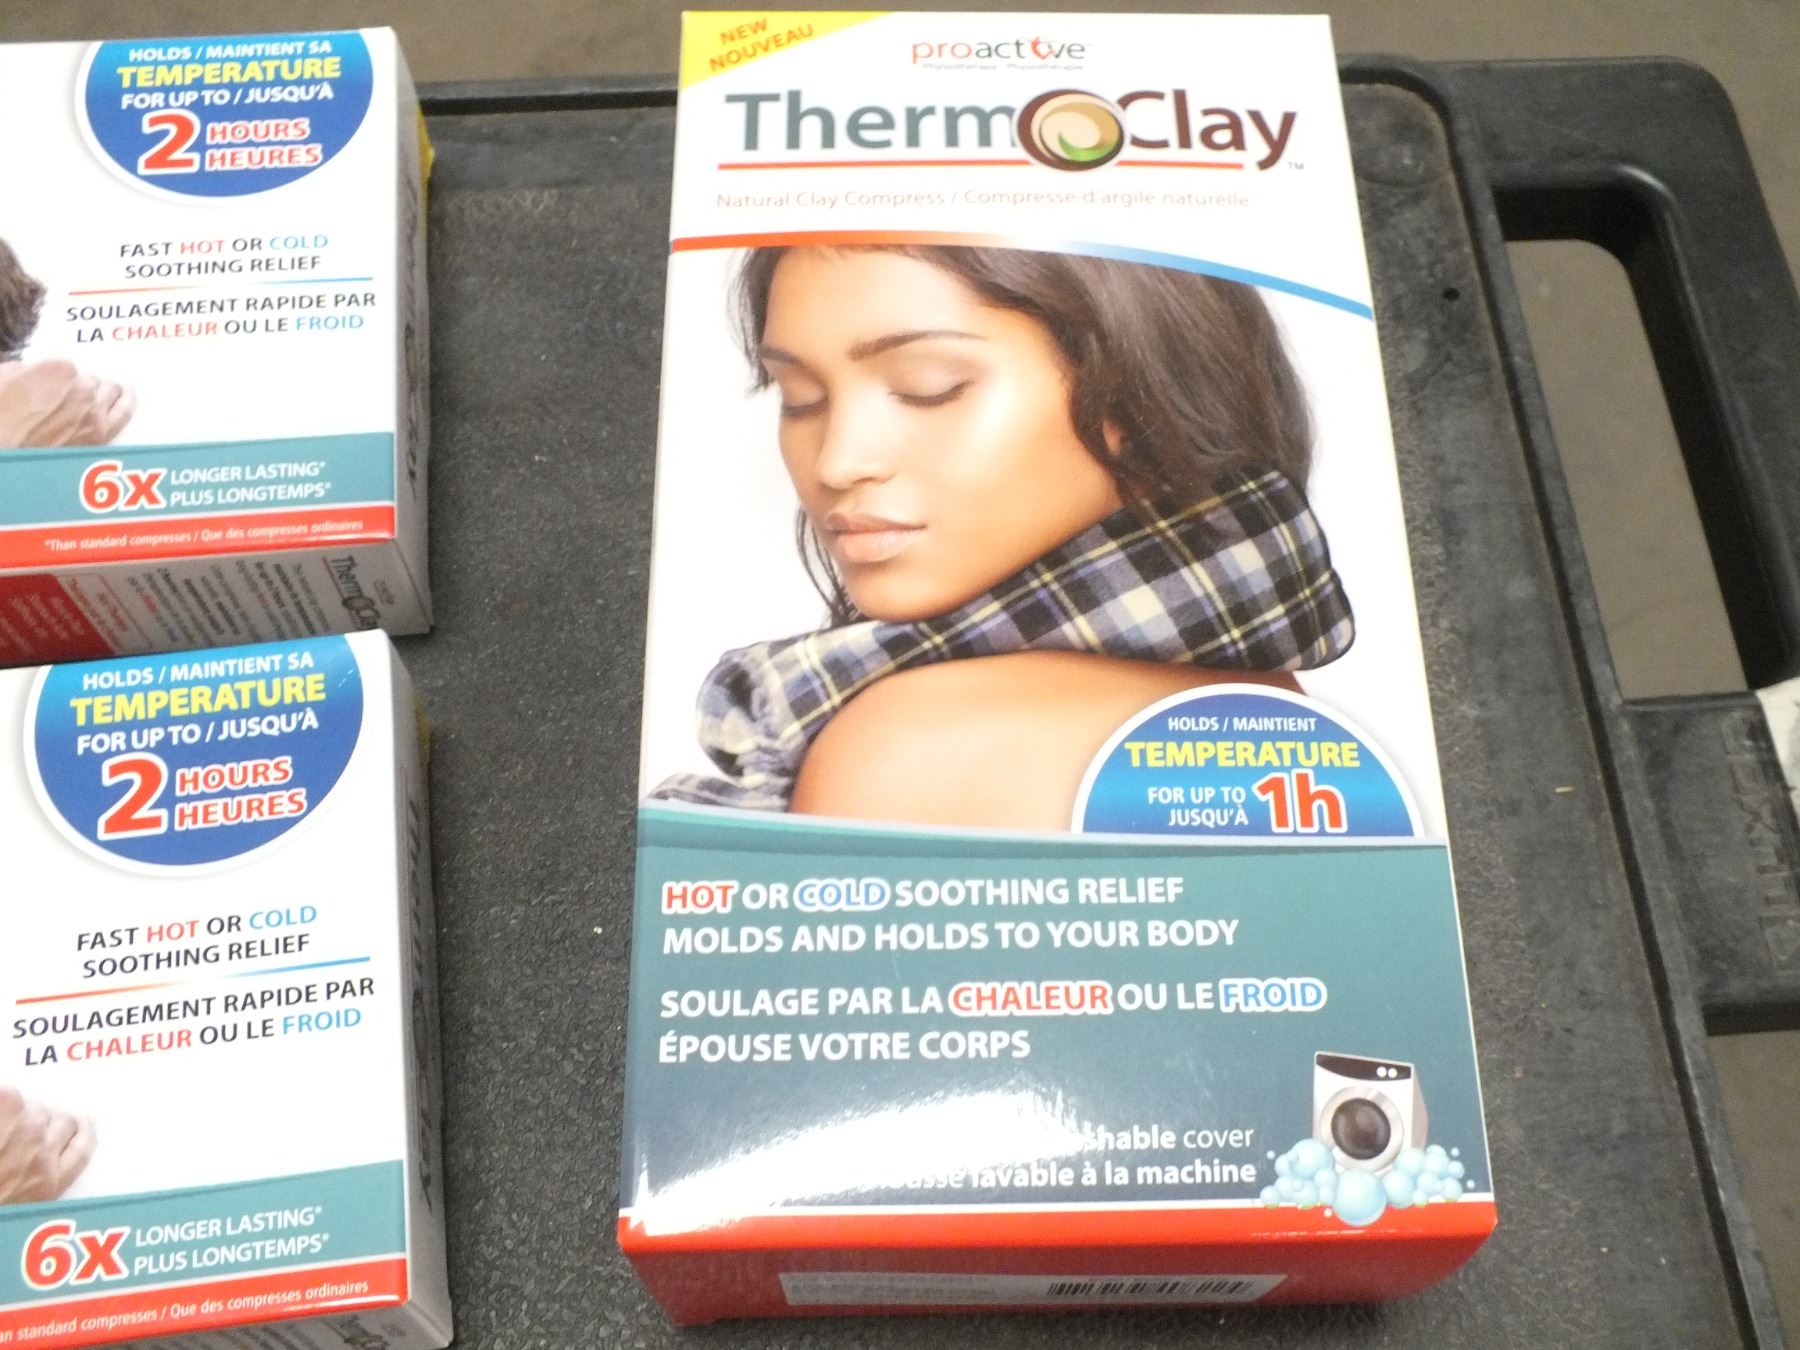 HOLDS / MAINTIENT SA
TEMPERATURE
FOR UP TO / JUSQU'À
2 HOURS
HEURES
FAST HOT OR COLD
SOOTHING RELIEF
SOULAGEMENT RAPIDE PAR
LA CHALEUR OU LE FROID
6x LONGER LASTING*
PLUS LONGTEMPS*
*Than standard compresses / Que des compresses ordinaires
HOLDS / MAINTIENT SA
TEMPERATURE
FOR UP TO / JUSQU'À
2 HOURS
HEURES
FAST HOT OR COLD
SOOTHING RELIEF
SOULAGEMENT RAPIDE PAR
LA CHALEUR OU LE FROID
6x LONGER LASTING*
PLUS LONGTEMPS*
standard compresses / Que des compresses ordinaires
NEW
NOUVEAU
proactive
Physiotherapy - Physiothérapie
ThermOClay™
Natural Clay Compress / Compresse d'argile naturelle
HOLDS / MAINTIENT
TEMPERATURE
FOR UP TO
JUSQU'À 1h
HOT OR COLD SOOTHING RELIEF
MOLDS AND HOLDS TO YOUR BODY
SOULAGE PAR LA CHALEUR OU LE FROID
ÉPOUSE VOTRE CORPS
cover
lavable à la machine